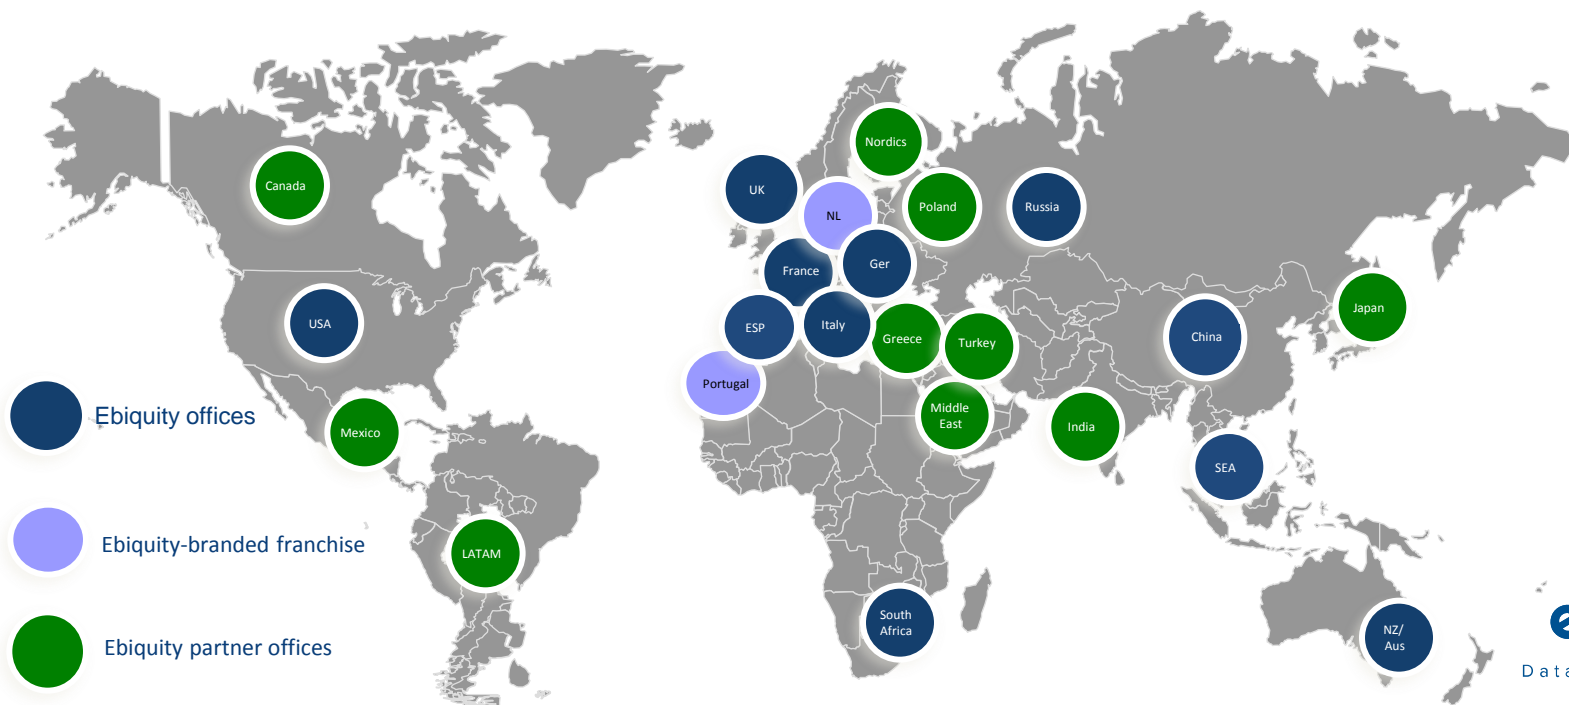 Nordics
Canada
UK
NL
Poland
Russia
France
Ger
USA
ESP
Italy
Greece
Turkey
China
Japan
Portugal
Ebiquity offices
Mexico
Middle
East
India
SEA
Ebiquity-branded franchise
LATAM
South
Africa
NZ/
Aus
Ebiquity partner offices
Data